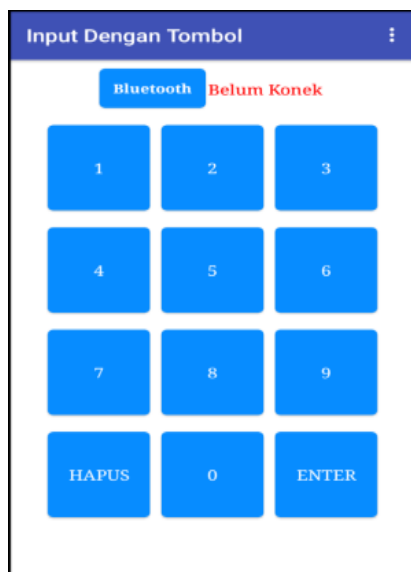 Input Dengan Tombol
Bluetooth Belum Konek
1 2 3
4 5 6
7 8 9
HAPUS 0 ENTER